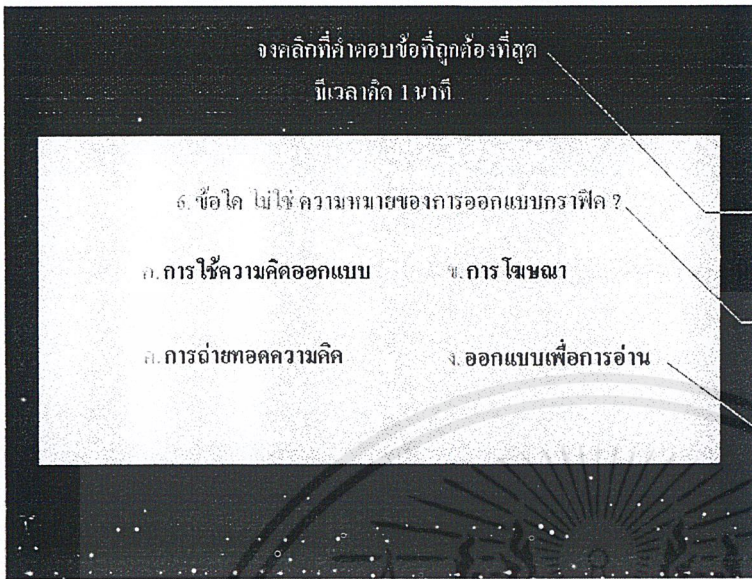 จงคลิกที่คำตอบข้อที่ถูกต้องที่สุด
มีเวลาคิด 1 นาที
6. ข้อใด ไม่ใช่ ความหมายของการออกแบบกราฟิค ?
ก. การใช้ความคิดออกแบบ ข. การโฆษณา
ค. การถ่ายทอดความคิด ง. ออกแบบเพื่อการอ่าน